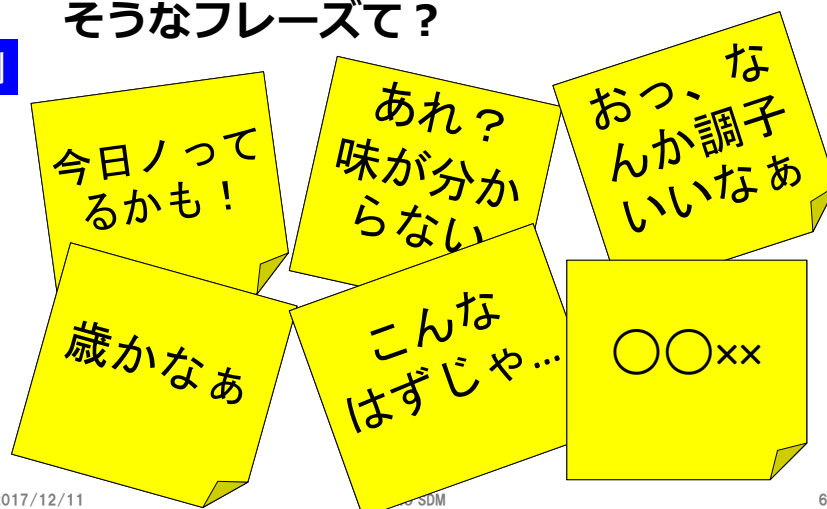 そうなフレーズて？
例
今日ノって
るかも！
あれ？
味が分か
らない
おっ、な
んか調子
いいなぁ
歳かなぁ
こんな
はずじゃ…
○○××
017/12/11
SDM
6